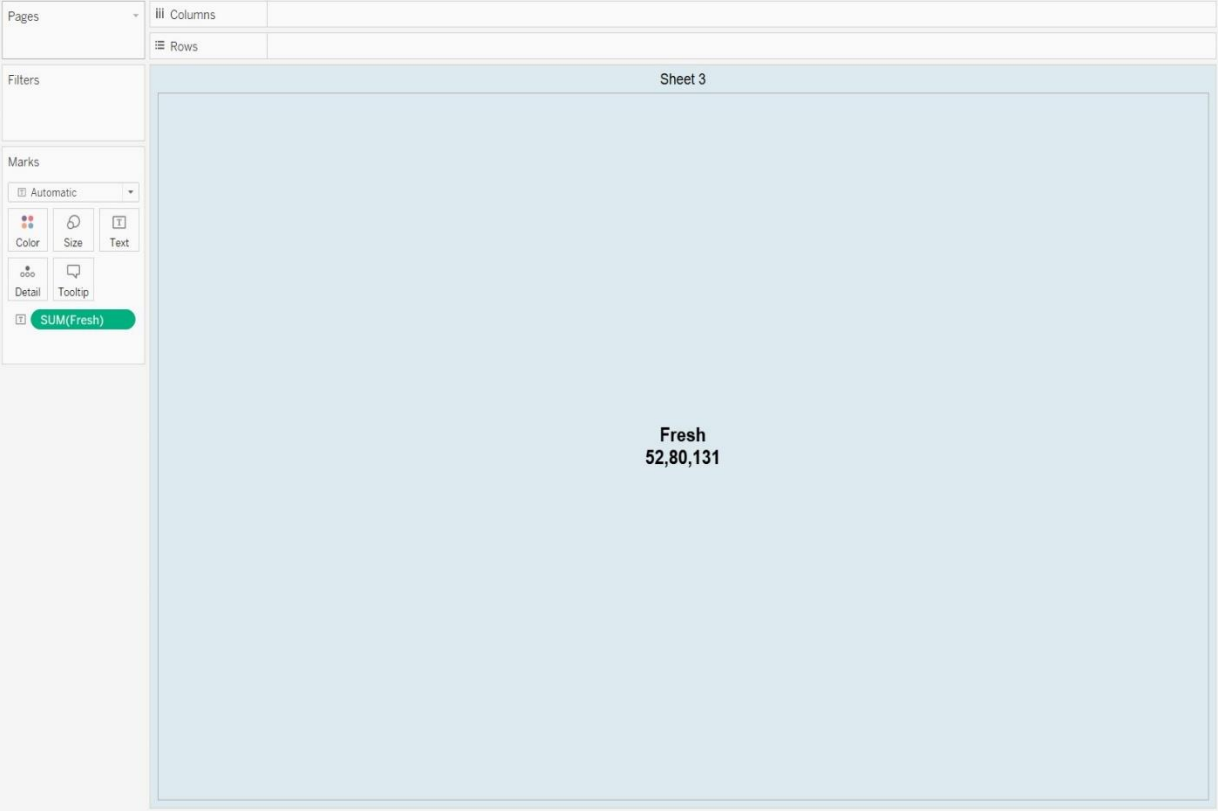 Pages
Columns
Rows
Filters
Sheet 3
Marks
Automatic
Color Size Text
Detail Tooltip
SUM(Fresh)
Fresh
52,80,131